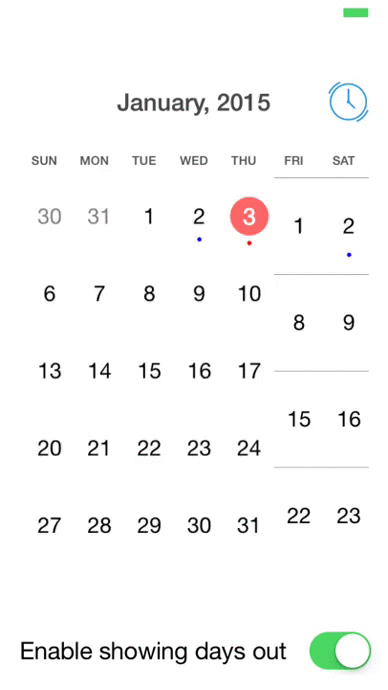 January, 2015
SUN MON TUE WED THU FRI SAT
30 31 1 2 3 1 2
6 7 8 9 10 8 9
13 14 15 16 17 15 16
20 21 22 23 24 22 23
27 28 29 30 31
Enable showing days out